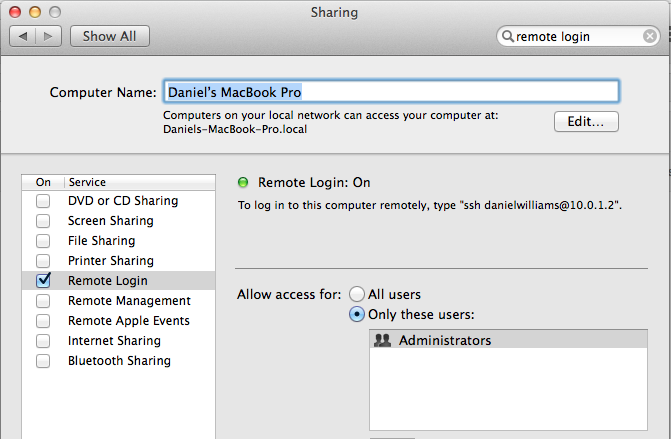 Sharing
Show All
remote login
Computer Name: Daniel's MacBook Pro
Computers on your local network can access your computer at:
Daniels-MacBook-Pro.local
Edit...
On Service
DVD or CD Sharing
Screen Sharing
File Sharing
Printer Sharing
Remote Login
Remote Management
Remote Apple Events
Internet Sharing
Bluetooth Sharing
Remote Login: On
To log in to this computer remotely, type "ssh danielwilliams@10.0.1.2".
Allow access for: All users
Only these users:
Administrators